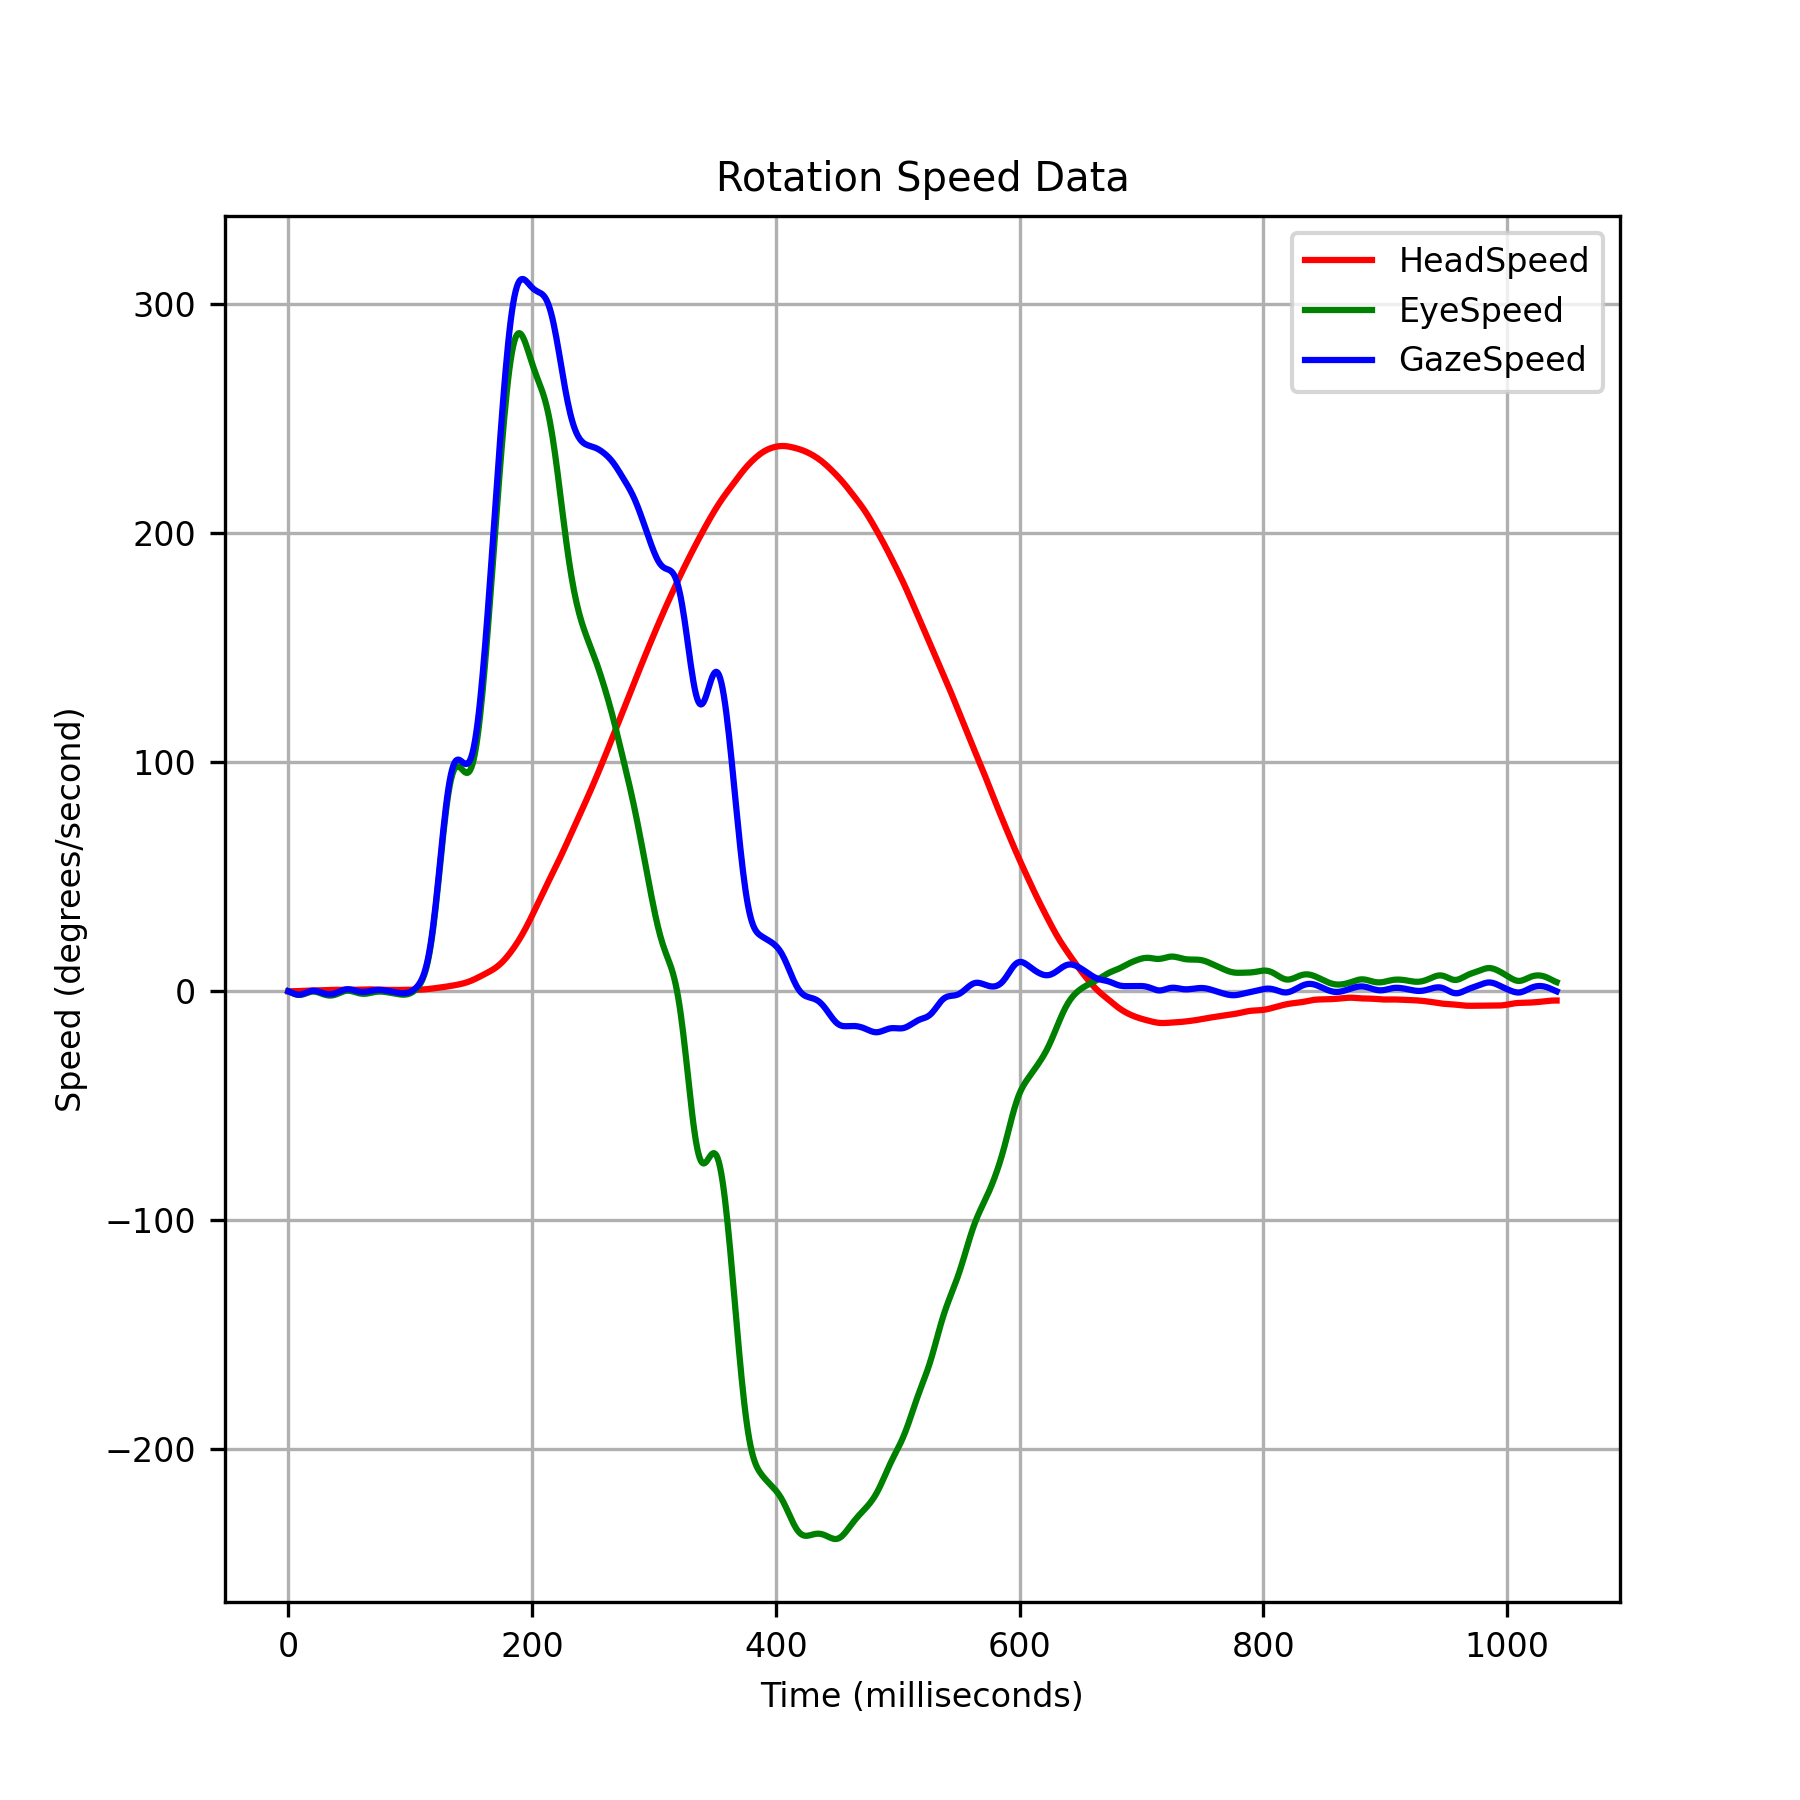 Rotation Speed Data
HeadSpeed
EyeSpeed
GazeSpeed
300
200
100
0
−100
−200
Speed (degrees/second)
0 200 400 600 800 1000
Time (milliseconds)